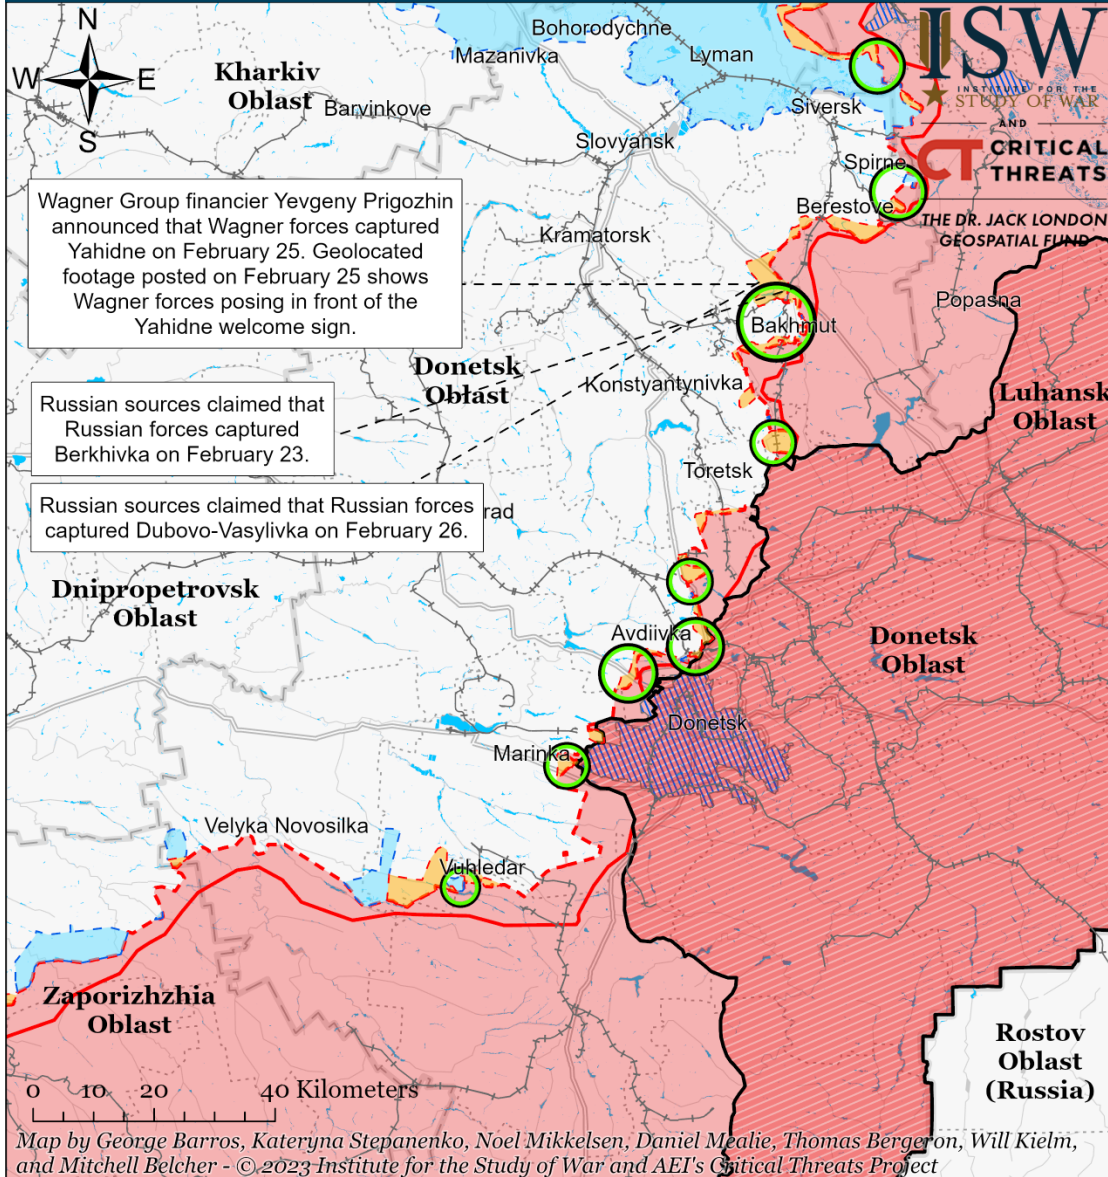 N
W E
S
ISW
INSTITUTE FOR THE
STUDY OF WAR
AND
CT CRITICAL
THREATS
THE DR. JACK LONDON
GEOSPATIAL FUND
Bohorodychne
Mazanivka
Lyman
Kharkiv
Oblast
Barvinkove
Siversk
Slovyansk
Spirne
Berestove
Wagner Group financier Yevgeny Prigozhin
announced that Wagner forces captured
Yahidne on February 25. Geolocated
footage posted on February 25 shows
Wagner forces posing in front of the
Yahidne welcome sign.
Kramatorsk
Popasna
Bakhmut
Donetsk
Oblast
Konstyantynivka
Luhansk
Oblast
Russian sources claimed that
Russian forces captured
Berkhivka on February 23.
Toretsk
Russian sources claimed that Russian forces
captured Dubovo-Vasylivka on February 26.
rad
Dnipropetrovsk
Oblast
Avdiivka
Donetsk
Oblast
Donetsk
Marinka
Velyka Novosilka
Vuhledar
Zaporizhzhia
Oblast
Rostov
Oblast
(Russia)
0 10 20 40 Kilometers
Map by George Barros, Kateryna Stepanenko, Noel Mikkelsen, Daniel Mealie, Thomas Bergeron, Will Kielm,
and Mitchell Belcher - © 2023 Institute for the Study of War and AEI's Critical Threats Project